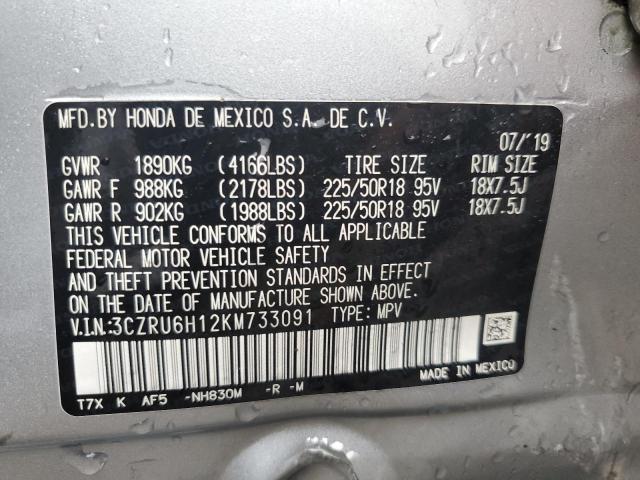 MFD.BY HONDA DE MEXICO S.A. DE C.V.
07/'19
GVWR 1890KG (4166LBS) TIRE SIZE RIM SIZE
GAWR F 988KG (2178LBS) 225/50R18 95V 18X7.5J
GAWR R 902KG (1988LBS) 225/50R18 95V 18X7.5J
THIS VEHICLE CONFORMS TO ALL APPLICABLE
FEDERAL MOTOR VEHICLE SAFETY
AND THEFT PREVENTION STANDARDS IN EFFECT
ON THE DATE OF MANUFACTURE SHOWN ABOVE.
V.I.N.:3CZRU6H12KM733091 TYPE: MPV
T7X K AF5 -NH830M -R -M MADE IN MEXICO